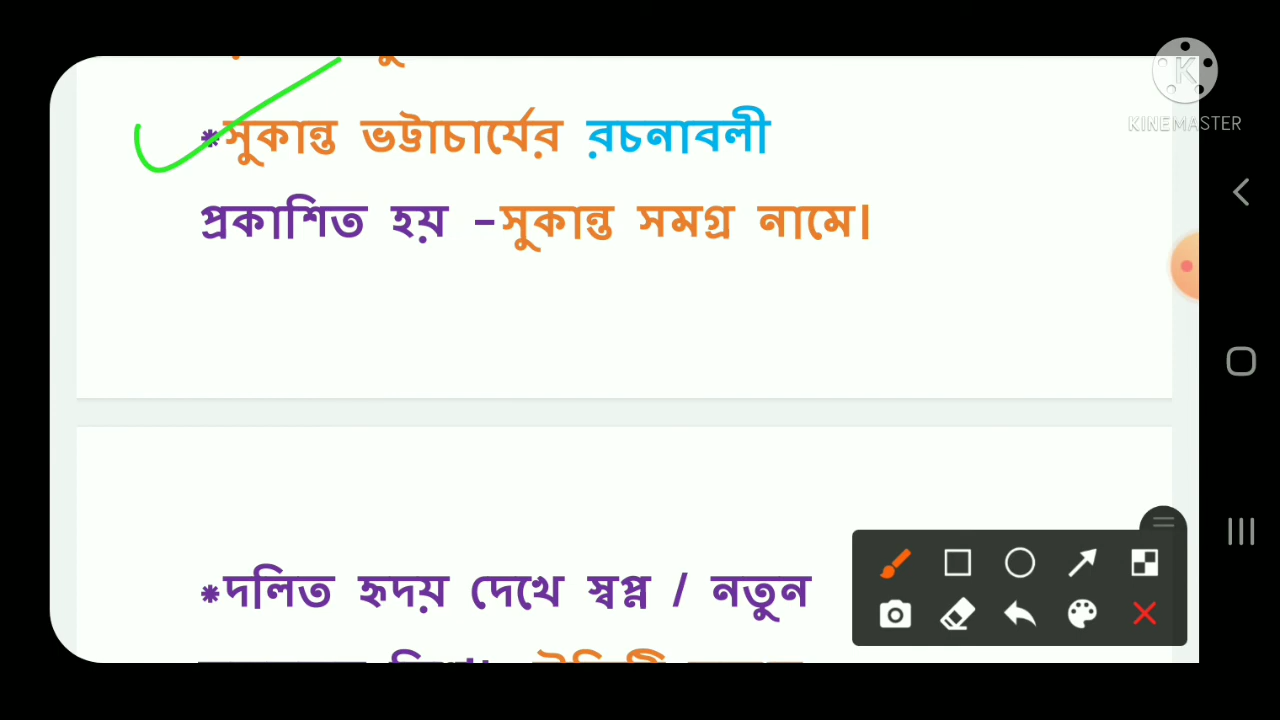 *সুকান্ত ভট্টাচার্যের রচনাবলী
প্রকাশিত হয় -সুকান্ত সমগ্র নামে।
*দলিত হৃদয় দেখে স্বপ্ন / নতুন
KINEMASTER